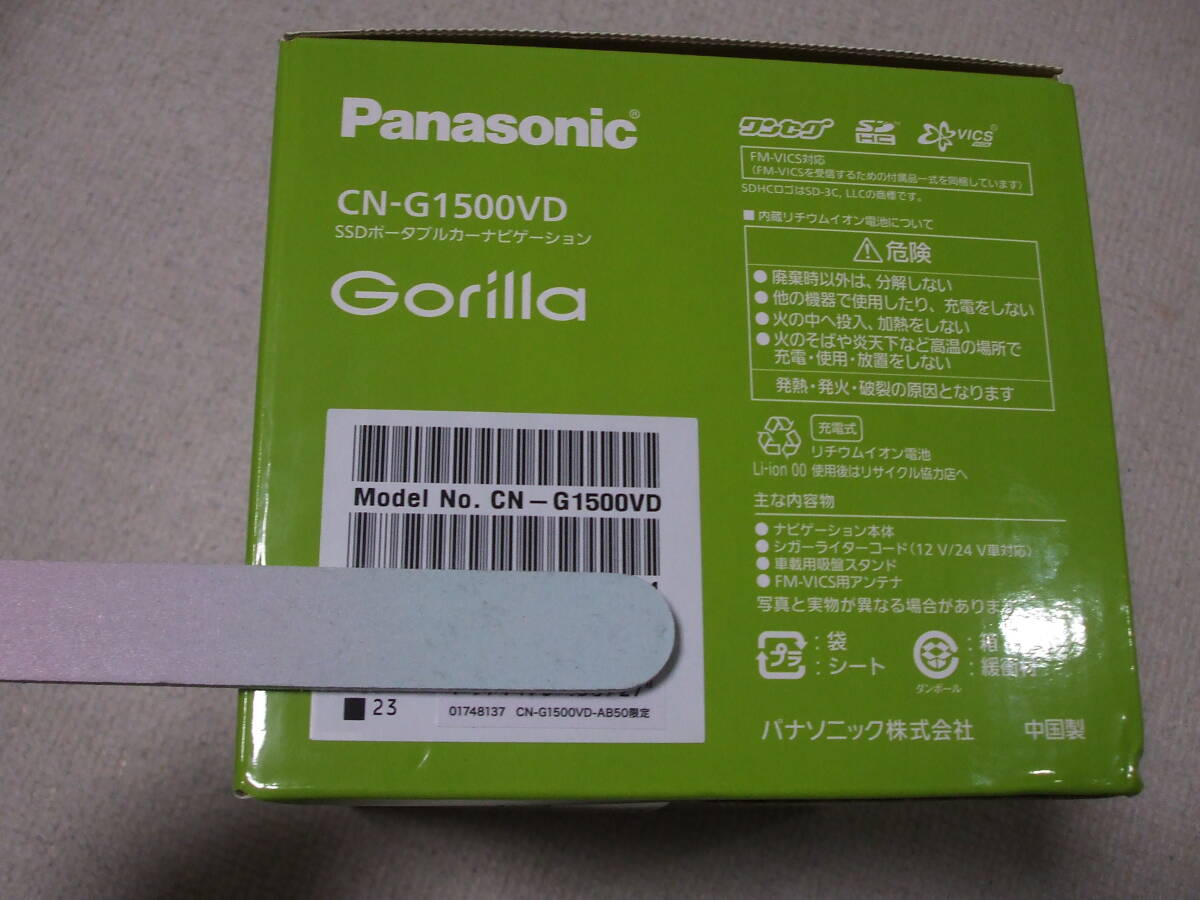 Panasonic®
CN-G1500VD
SSDポータブルカーナビゲーション
Gorilla
Model No. CN-G1500VD
23
01748137 CN-G1500VD-AB50限定
ワンセグ
SD HC
VICS
FM-VICS対応
(FM-VICSを受信するための付属品一式を同梱しています)
SDHCロゴはSD-3C, LLCの商標です。
■ 内蔵リチウムイオン電池について
危険
● 廃棄時以外は、分解しない
● 他の機器で使用したり、充電をしない
● 火の中へ投入、加熱をしない
● 火のそばや炎天下など高温の場所で
充電・使用・放置をしない
発熱・発火・破裂の原因となります
充電式
リチウムイオン電池
Li-ion 00 使用後はリサイクル協力店へ
主な内容物
● ナビゲーション本体
● シガーライターコード(12 V/24 V車対応)
● 車載用吸盤スタンド
● FM-VICS用アンテナ
写真と実物が異なる場合があります
プラ
:袋
:シート
ダンボール
:箱
:緩衝材
パナソニック株式会社 中国製